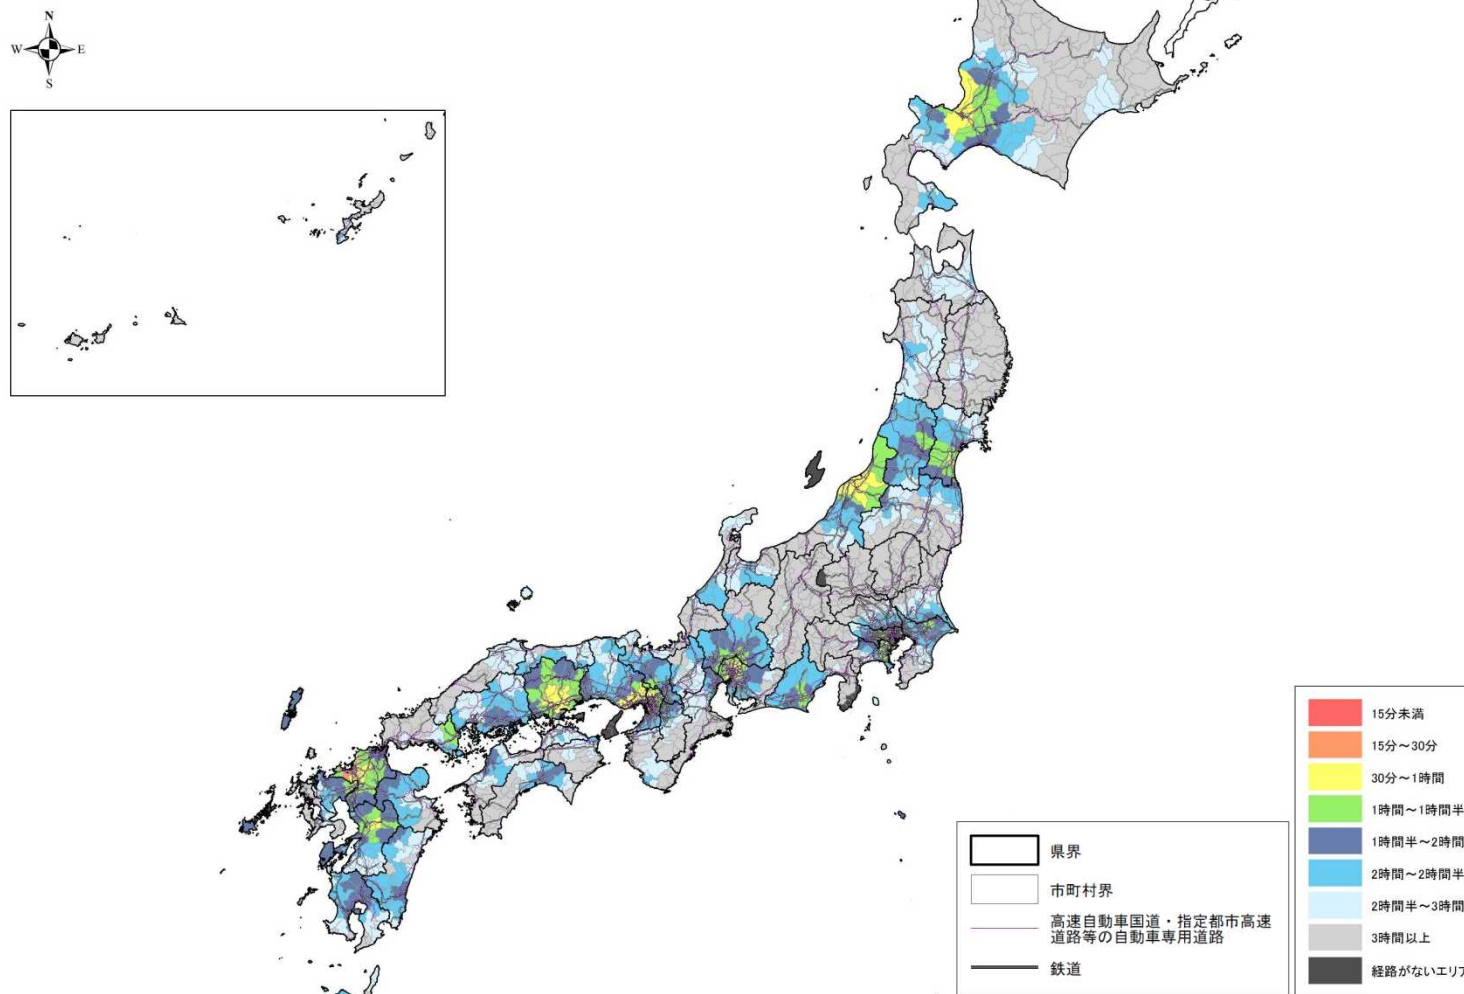 N
W E
S
県界
市町村界
高速自動車国道・指定都市高速
道路等の自動車専用道路
鉄道
15分未満
15分～30分
30分～1時間
1時間～1時間半
1時間半～2時間
2時間～2時間半
2時間半～3時間
3時間以上
経路がないエリア